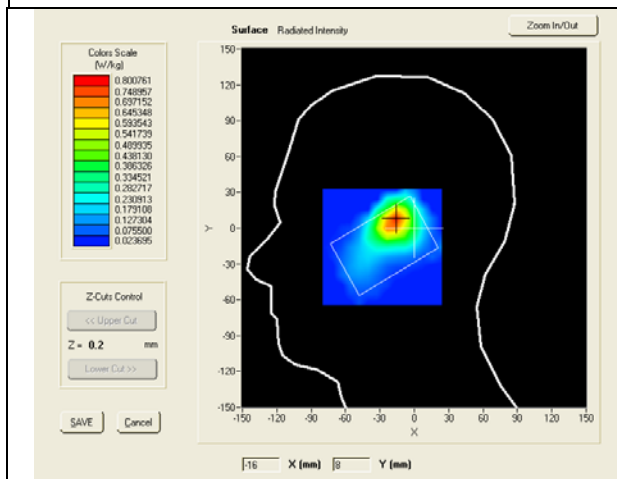 Surface Radiated Intensity
Zoom In/Out
Colors Scale
(W/kg)
0.800761
0.748957
0.697152
0.645348
0.593543
0.541739
0.489935
0.438130
0.386326
0.334521
0.282717
0.230913
0.179108
0.127304
0.075500
0.023695
Z-Cuts Control
<< Upper Cut
Z = 0.2 mm
Lower Cut >>
SAVE Cancel
150-
120-
90-
60-
30-
Y 0-
-30-
-60-
-90-
-120-
-150-
-150 -120 -90 -60 -30 0 30 60 90 120 150
X
-16 X (mm) 8 Y (mm)